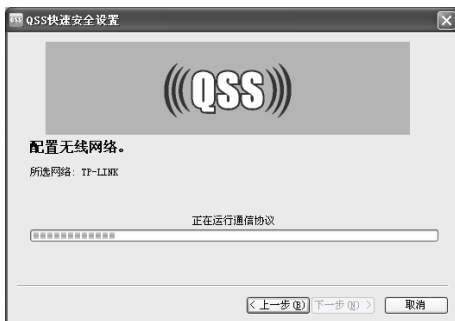 QSS QSS快速安全设置
QSS
配置无线网络。
所选网络: TP-LINK
正在运行通信协议
< 上一步(B) 下一步(N) > 取消